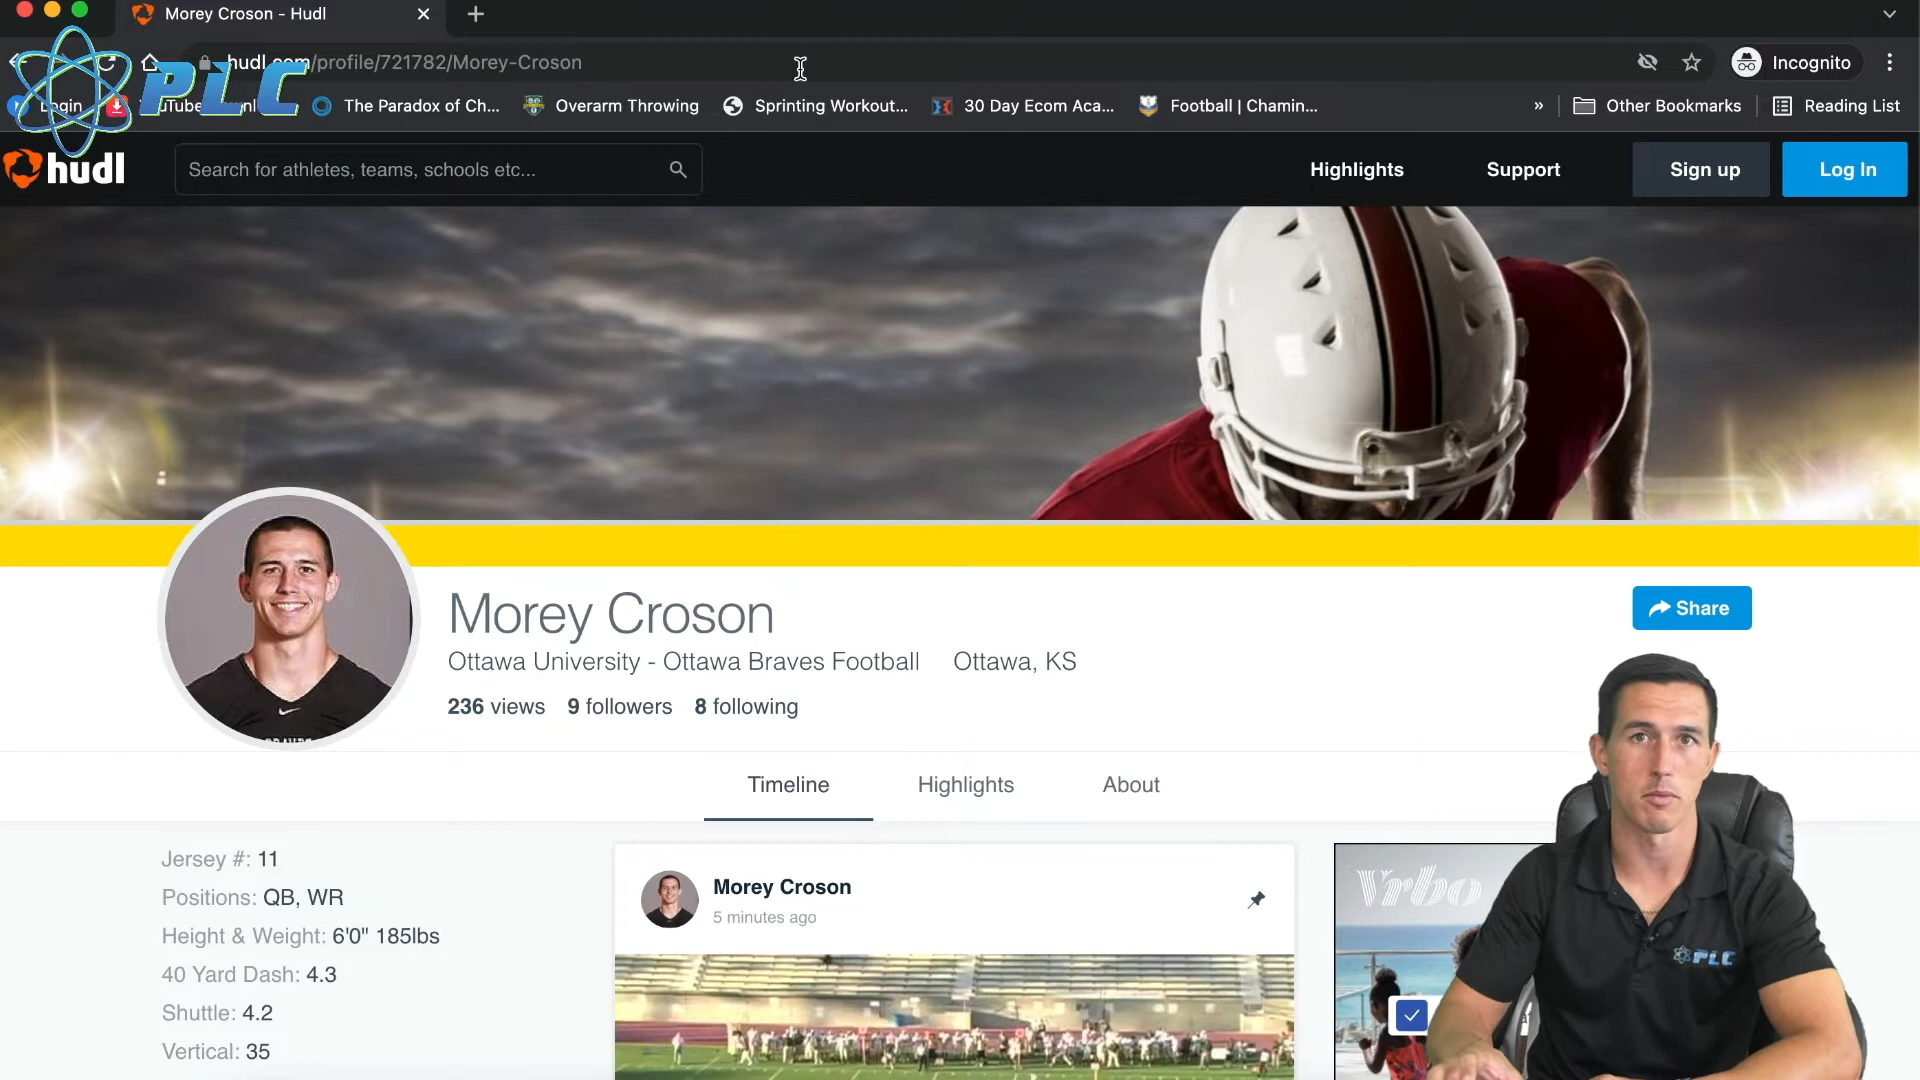 Morey Croson - Hudl
hudl.com/profile/721782/Morey-Croson
Incognito
PLC
Login
The Paradox of Ch...
Overarm Throwing
Sprinting Workout...
30 Day Ecom Aca...
Football | Chamin...
»
Other Bookmarks
Reading List
hudl
Search for athletes, teams, schools etc...
Highlights
Support
Sign up
Log In
Morey Croson
Share
Ottawa University - Ottawa Braves Football
Ottawa, KS
236 views 9 followers 8 following
Timeline
Highlights
About
Jersey #: 11
Positions: QB, WR
Height & Weight: 6'0" 185lbs
40 Yard Dash: 4.3
Shuttle: 4.2
Vertical: 35
Morey Croson
5 minutes ago
Vrbo
PLC